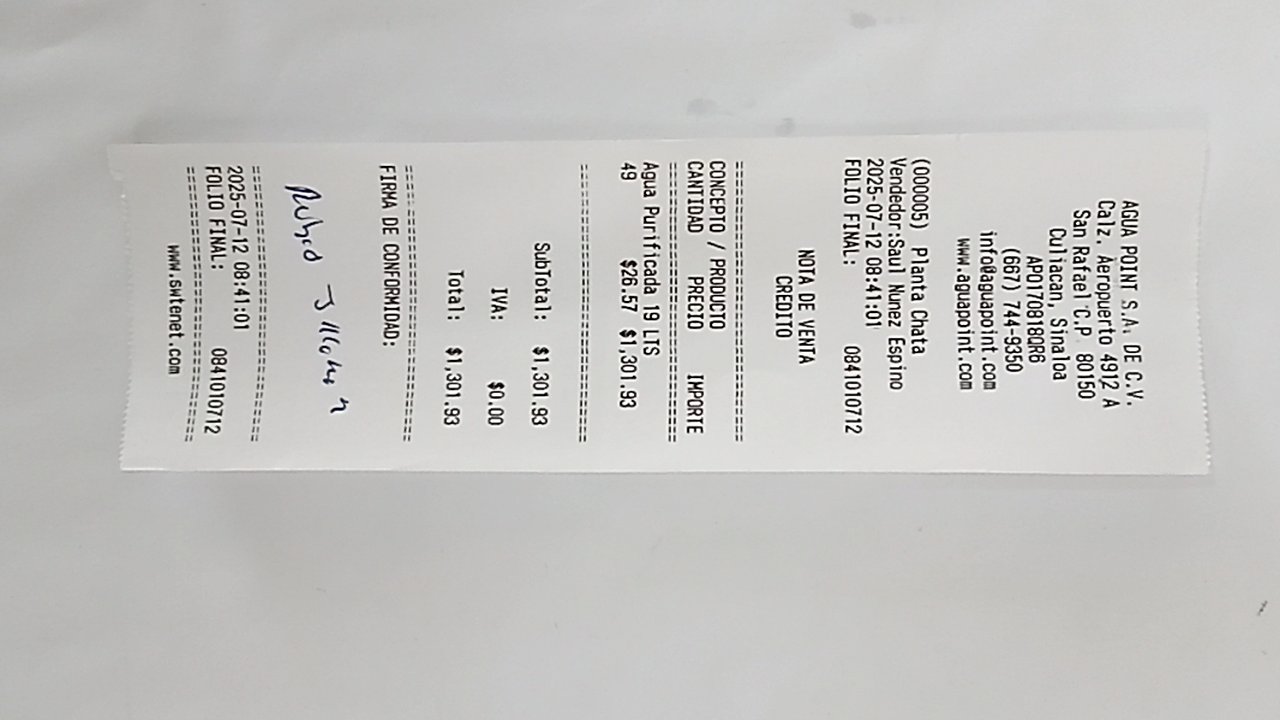 AGUA POINT S.A. DE C.V.
Calz. Aeropuerto 4912 A
San Rafael C.P. 80150
Culiacan, Sinaloa
APO170818QR6
(667) 744-9350
info@aguapoint.com
www.aguapoint.com
(000005) Planta Chata
Vendedor:Saul Nunez Espino
2025-07-12 08:41:01
FOLIO FINAL: 0841010712
NOTA DE VENTA
CREDITO
===================================
CONCEPTO / PRODUCTO
CANTIDAD PRECIO IMPORTE
===================================
Agua Purificada 19 LTS
49 $26.57 $1,301.93
===================================
SubTotal: $1,301.93
IVA: $0.00
Total: $1,301.93
===================================
FIRMA DE CONFORMIDAD:
===================================
2025-07-12 08:41:01
FOLIO FINAL: 0841010712
===================================
www.swtenet.com